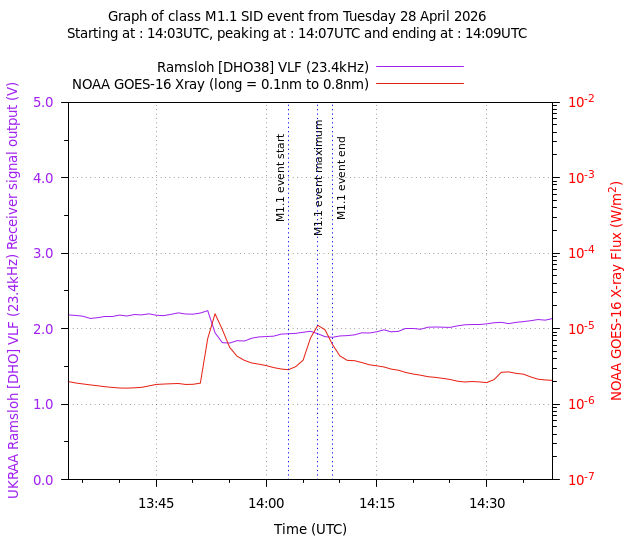 Graph of class M1.1 SID event from Tuesday 28 April 2026
Starting at : 14:03UTC, peaking at : 14:07UTC and ending at : 14:09UTC
Ramsloh [DHO38] VLF (23.4kHz)
NOAA GOES-16 Xray (long = 0.1nm to 0.8nm)
UKRAA Ramsloh [DHO] VLF (23.4kHz) Receiver signal output (V)
5.0
4.0
3.0
2.0
1.0
0.0
M1.1 event start
M1.1 event maximum
M1.1 event end
10^-2
10^-3
10^-4
10^-5
10^-6
10^-7
NOAA GOES-16 X-ray Flux (W/m²)
13:45 14:00 14:15 14:30
Time (UTC)